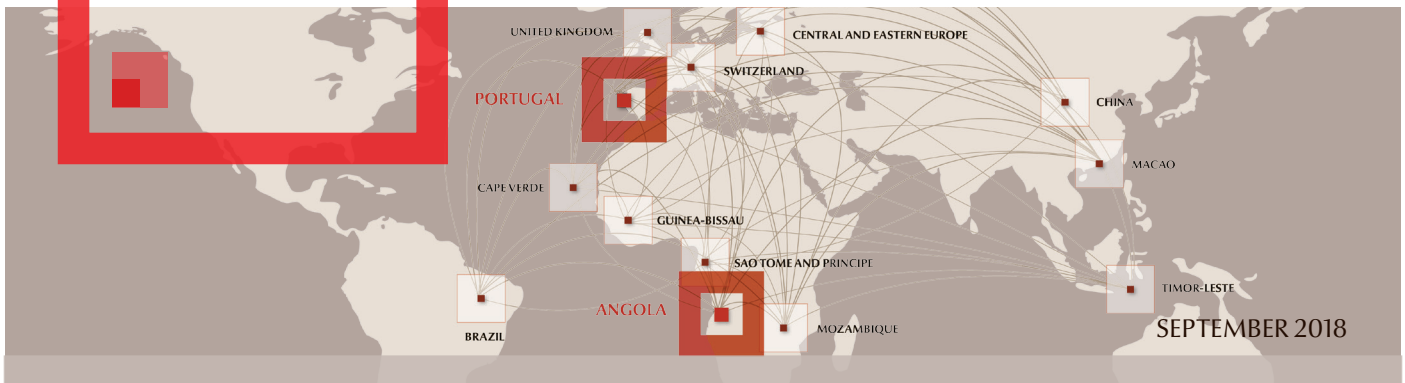 UNITED KINGDOM
CENTRAL AND EASTERN EUROPE
SWITZERLAND
PORTUGAL
CHINA
MACAO
CAPE VERDE
GUINEA-BISSAU
SAO TOME AND PRINCIPE
TIMOR-LESTE
ANGOLA
MOZAMBIQUE
SEPTEMBER 2018
BRAZIL